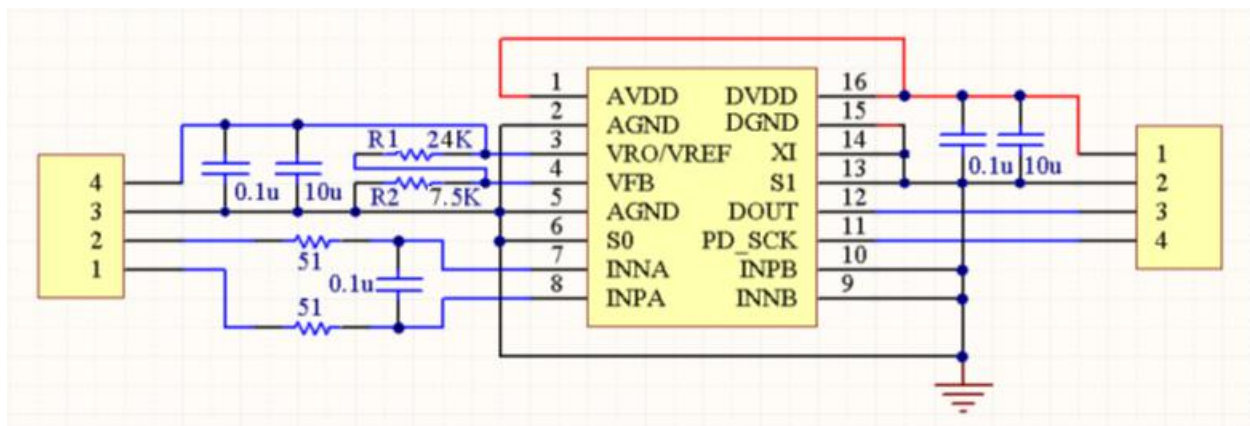 1 AVDD DVDD 16
2 AGND DGND 15
R1 24K 3 VRO/VREF XI 14 0.1u 10u 1
4 0.1u 10u R2 7.5K 4 VFB S1 13 2
3 5 AGND DOUT 12 3
2 51 6 S0 PD_SCK 11 4
1 0.1u 7 INNA INPB 10
51 8 INPA INNB 9